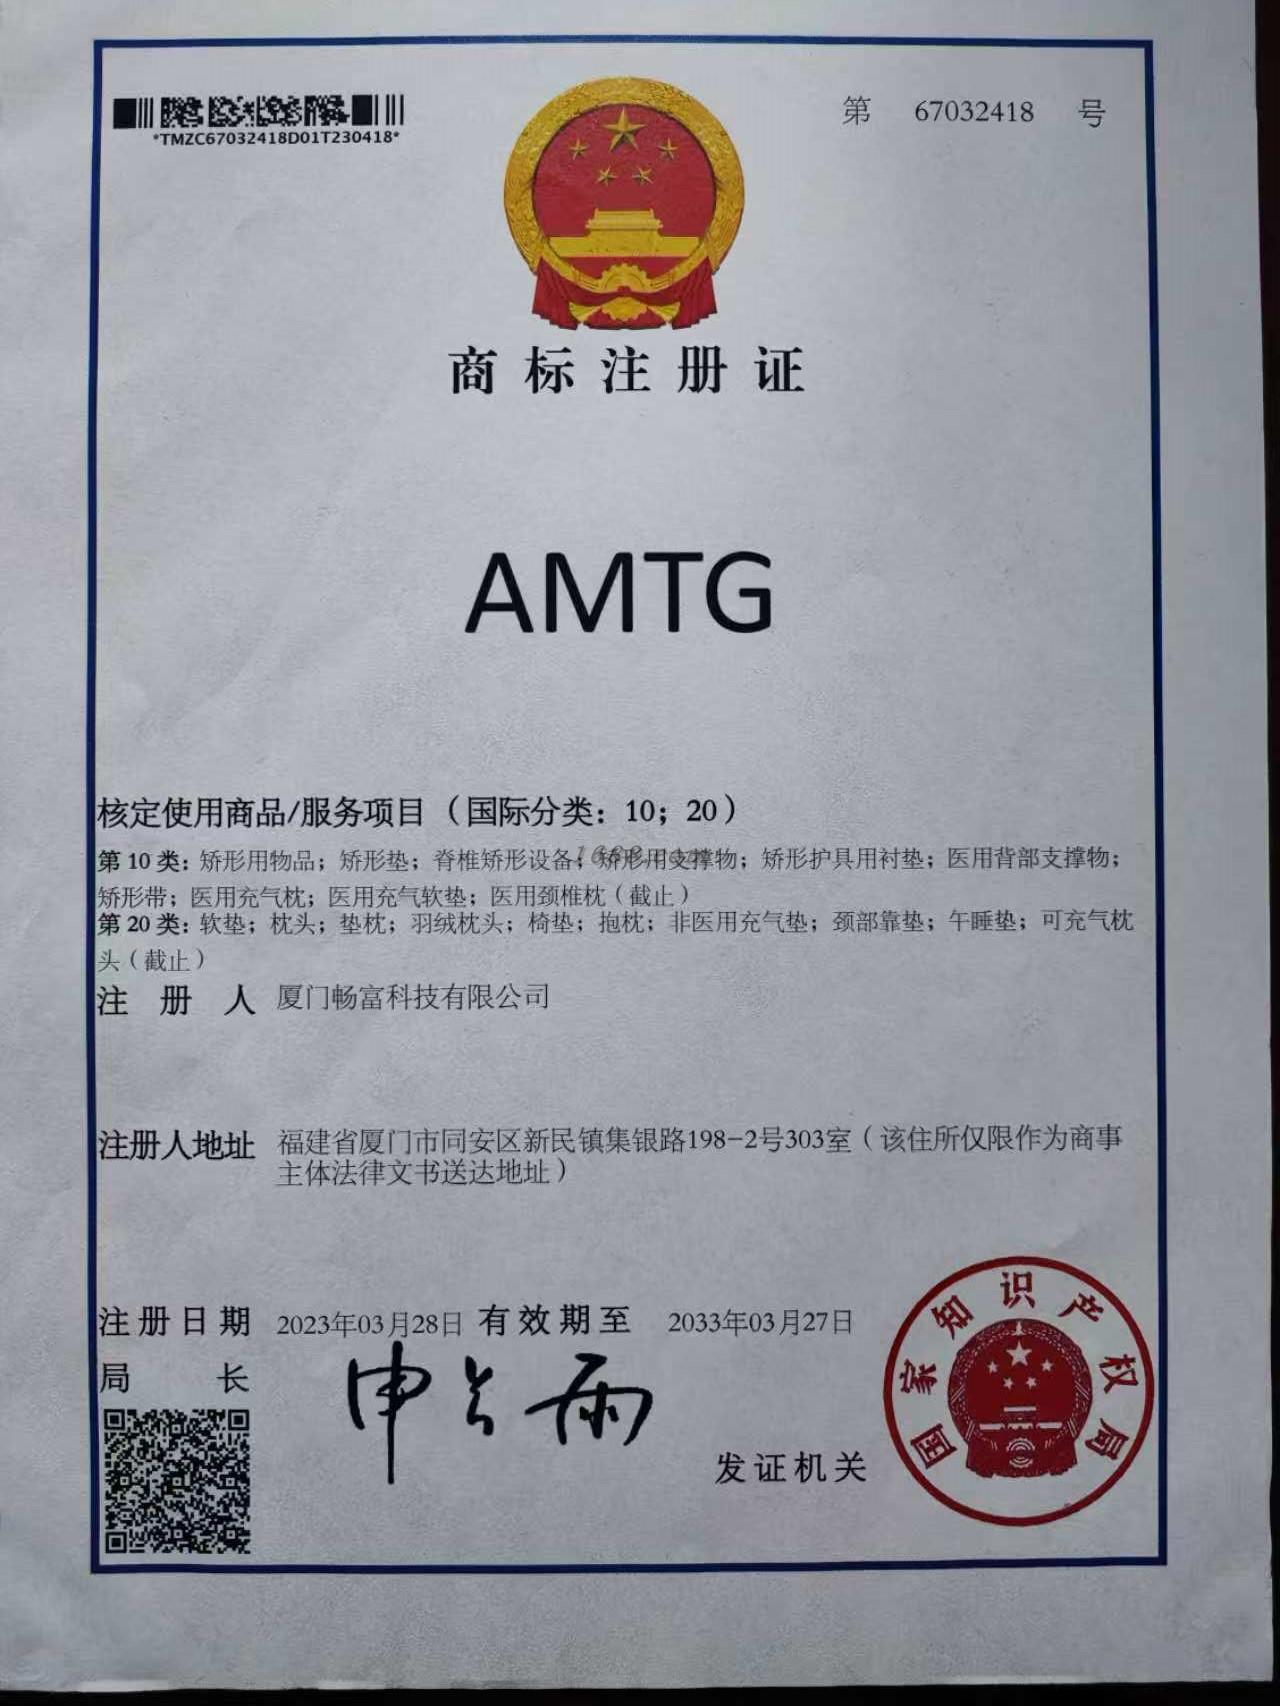 *TMZC67032418D01T230418*
第 67032418 号
商标注册证
AMTG
核定使用商品/服务项目（国际分类：10；20）
第 10 类：矫形用物品；矫形垫；脊椎矫形设备；矫形用支撑物；矫形护具用衬垫；医用背部支撑物；
矫形带；医用充气枕；医用充气软垫；医用颈椎枕（截止）
第 20 类：软垫；枕头；垫枕；羽绒枕头；椅垫；抱枕；非医用充气垫；颈部靠垫；午睡垫；可充气枕
头（截止）
注 册 人 厦门畅富科技有限公司
注册人地址 福建省厦门市同安区新民镇集银路198-2号303室（该住所仅限作为商事
主体法律文书送达地址）
注册日期 2023年03月28日 有效期至 2033年03月27日
局 长 申长雨
发证机关
国家知识产权局
1688.com